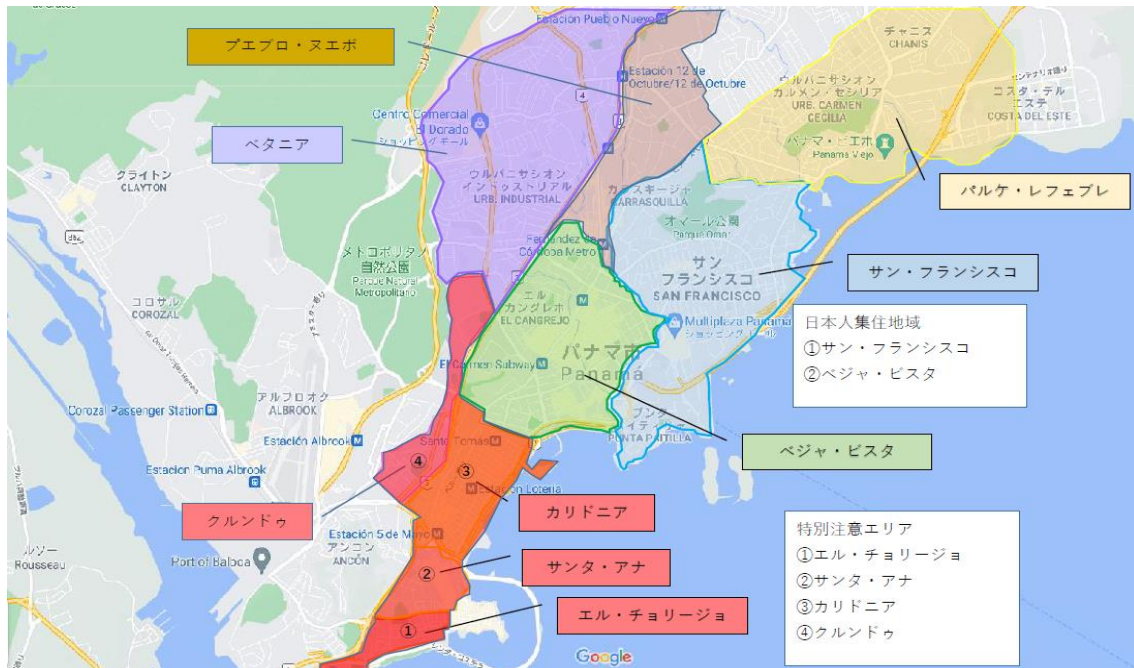 Estación Pueblo Nuevo
チャニス
CHANIS
プエブロ・ヌエボ
Estación 12 de
Octubre/12 de Octubre
ウルバニサシオン
カルメン・セシリア
URB. CARMEN
CECILIA
コスタ・デル
エステ
COSTA DEL ESTE
4
Centro Comercial
El Dorado
ショッピングモール
パナマ・ビエホ
Panamá Viejo
ベタニア
ウルバニサシオン
インドゥストリアル
URB. INDUSTRIAL
クライトン
CLAYTON
カラスキージャ
CARRASQUILLA
パルケ・レフェブレ
オマール公園
Parque Omar
メトロポリタン
自然公園
Parque Natural
Metropolitano
Fernández de
Córdoba Metro
サン
フランシスコ
SAN FRANCISCO
サン・フランシスコ
コロサル
COROZAL
エル
カングレホ
EL CANGREJO
Multiplaza Panamá
ショッピング モール
日本人集住地域
①サン・フランシスコ
②ベジャ・ビスタ
パナマ市
Panamá
El Carmen Subway
アルブロオク
ALBROOK
Corozal Passenger Station
プンタ
パイティジャ
PUNTA PAITILLA
Estación Albrook
Santo Tomás
ベジャ・ビスタ
④
③
Estacion Puma Albrook
Estación Lotería
クルンドゥ
カリドニア
特別注意エリア
①エル・チョリージョ
②サンタ・アナ
③カリドニア
④クルンドゥ
Estación 5 de Mayo
アンコン
ANCÓN
ルソー
Rousseau
Port of Balboa
②
サンタ・アナ
①
エル・チョリージョ
Google